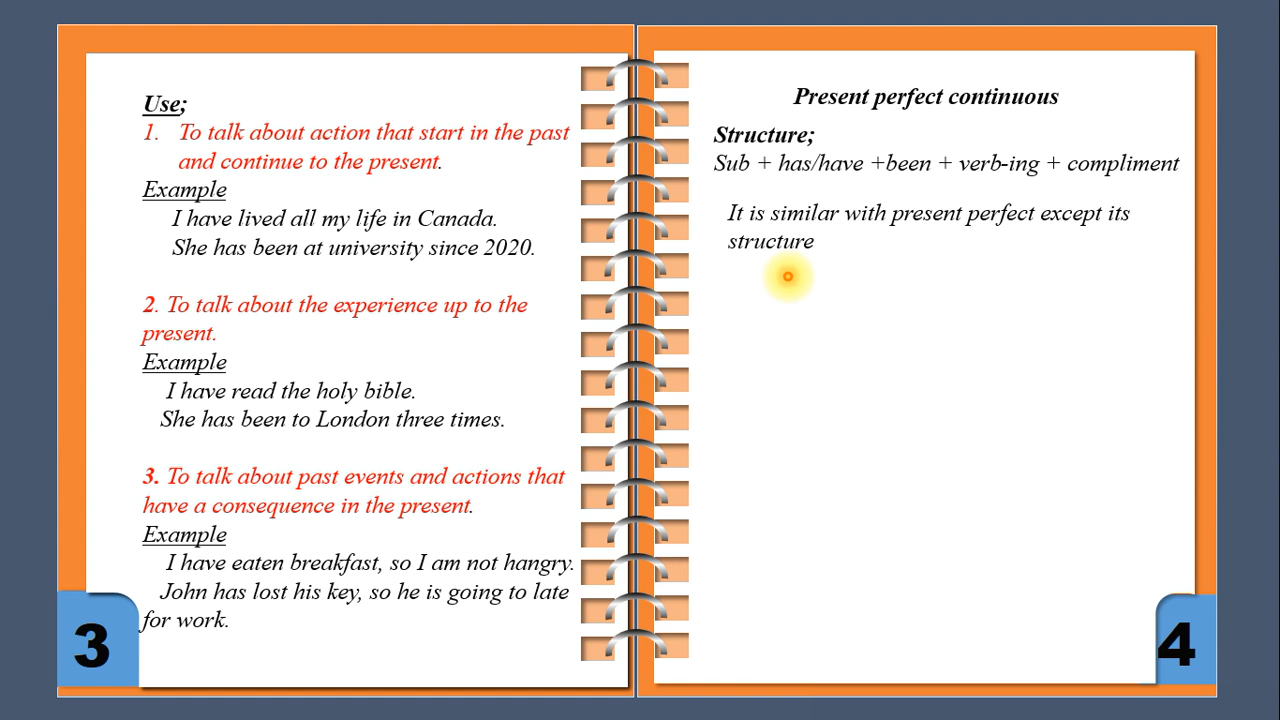 Use;
1. To talk about action that start in the past
and continue to the present.
Example
I have lived all my life in Canada.
She has been at university since 2020.
2. To talk about the experience up to the
present.
Example
I have read the holy bible.
She has been to London three times.
3. To talk about past events and actions that
have a consequence in the present.
Example
I have eaten breakfast, so I am not hangry.
John has lost his key, so he is going to late
for work.
3
Present perfect continuous
Structure;
Sub + has/have +been + verb-ing + compliment
It is similar with present perfect except its
structure
4